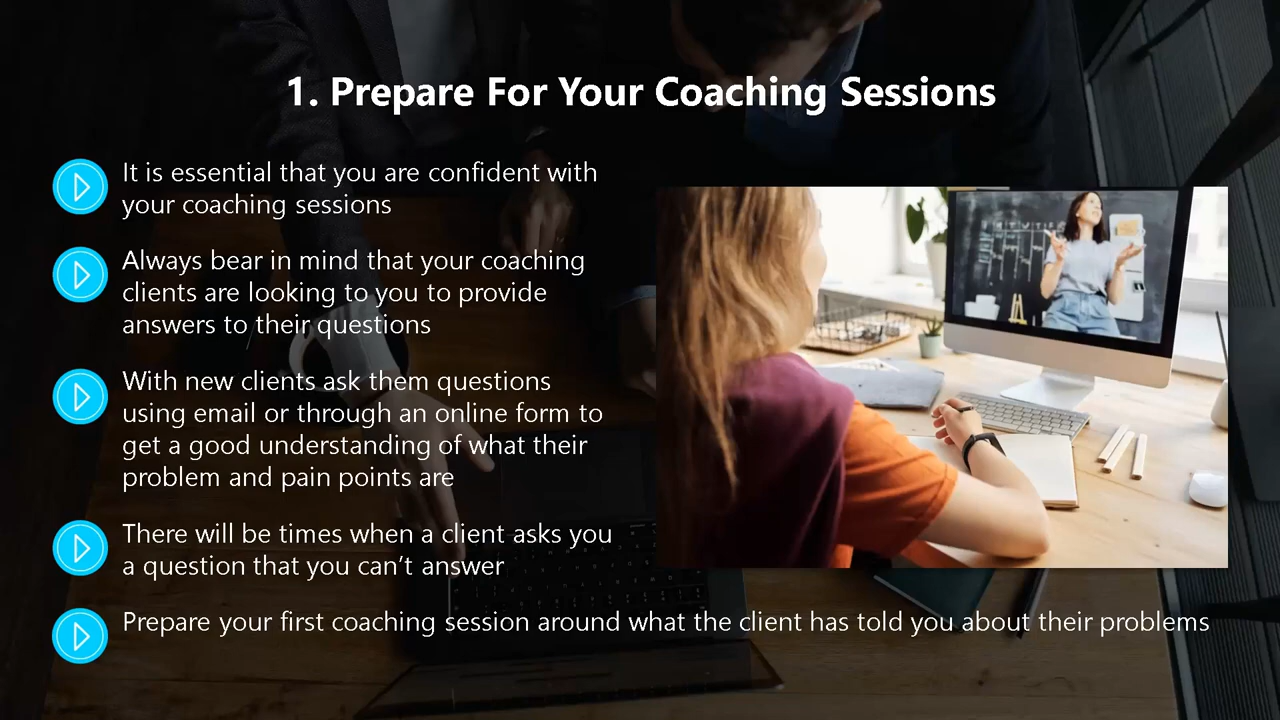 1. Prepare For Your Coaching Sessions
It is essential that you are confident with
your coaching sessions
Always bear in mind that your coaching
clients are looking to you to provide
answers to their questions
With new clients ask them questions
using email or through an online form to
get a good understanding of what their
problem and pain points are
There will be times when a client asks you
a question that you can’t answer
Prepare your first coaching session around what the client has told you about their problems